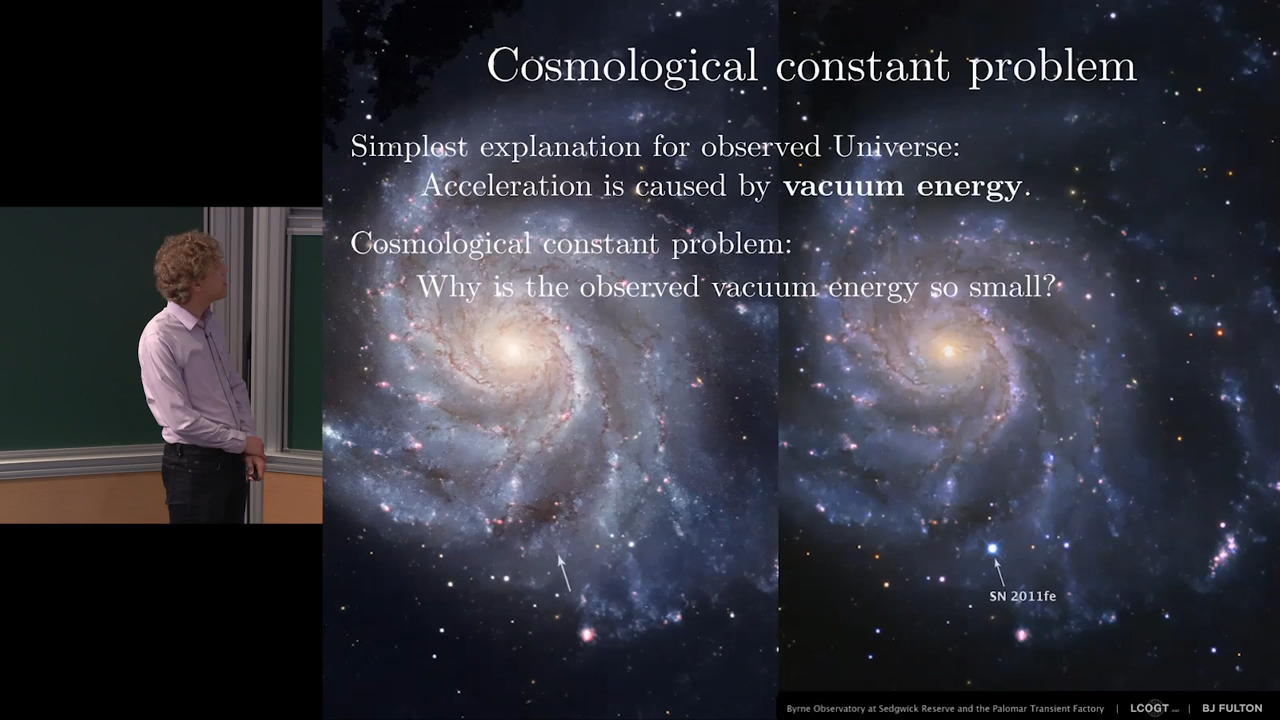 Cosmological constant problem
Simplest explanation for observed Universe:
Acceleration is caused by vacuum energy.
Cosmological constant problem:
Why is the observed vacuum energy so small?
SN 2011fe
Byrne Observatory at Sedgwick Reserve and the Palomar Transient Factory | LCOGT.net | BJ FULTON